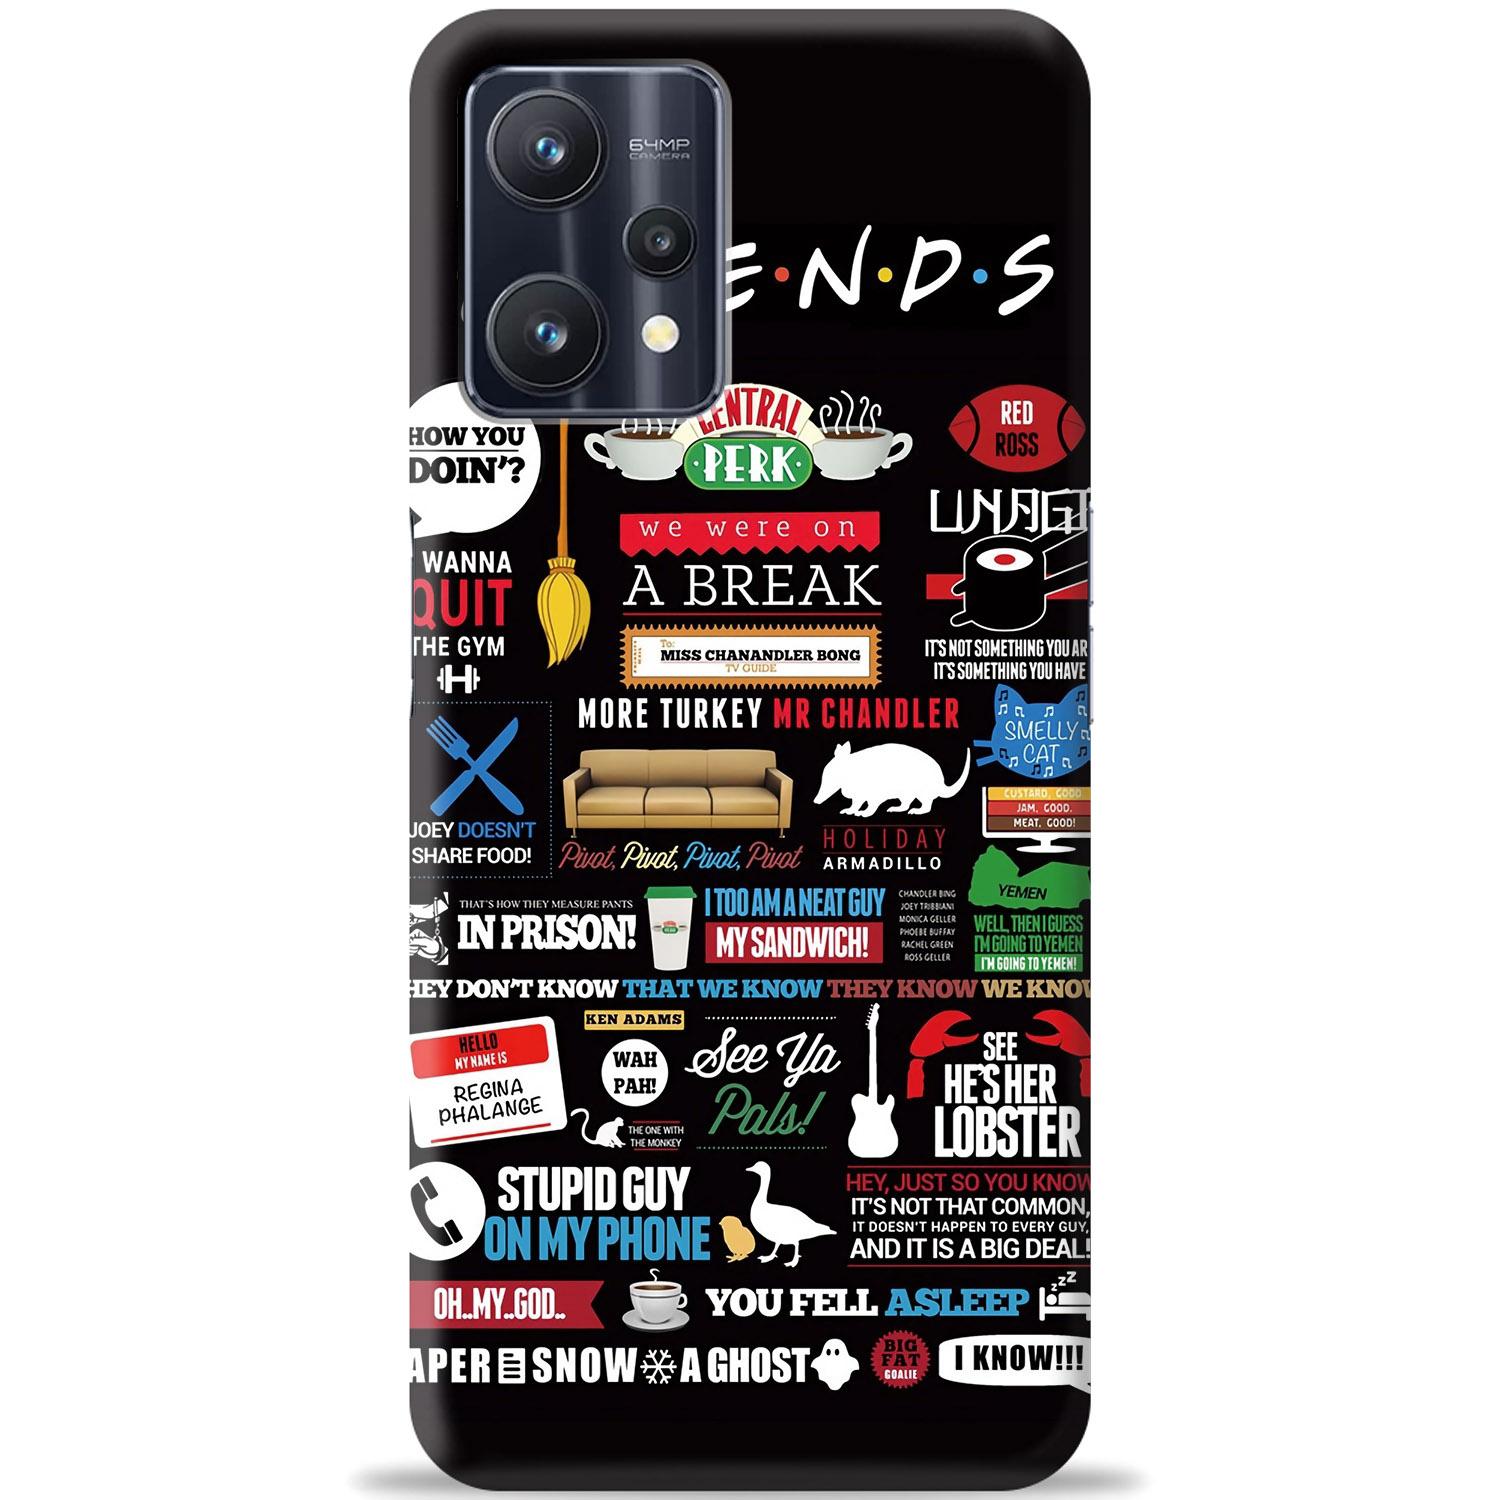 64MP
CAMERA
E·N·D·S
HOW YOU
DOIN'?
CENTRAL
PERK
RED
ROSS
we were on
A BREAK
UNAGI
WANNA
QUIT
THE GYM
To:
MISS CHANANDLER BONG
TV GUIDE
IT'S NOT SOMETHING YOU AR
IT'S SOMETHING YOU HAVE
MORE TURKEY MR CHANDLER
SMELLY
CAT
CUSTARD, GOOD
JAM, GOOD.
MEAT, GOOD!
JOEY DOESN'T
SHARE FOOD!
Pivot, Pivot, Pivot, Pivot
HOLIDAY
ARMADILLO
THAT'S HOW THEY MEASURE PANTS
IN PRISON!
I TOO AM A NEAT GUY
MY SANDWICH!
CHANDLER BING
JOEY TRIBBIANI
MONICA GELLER
PHOEBE BUFFAY
RACHEL GREEN
ROSS GELLER
YEMEN
WELL, THEN I GUESS
I'M GOING TO YEMEN
I'M GOING TO YEMEN!
HEY DON'T KNOW THAT WE KNOW THEY KNOW WE KNOW
HELLO
MY NAME IS
REGINA
PHALANGE
KEN ADAMS
WAH
PAH!
THE ONE WITH
THE MONKEY
See Ya
Pals!
SEE
HE'S HER
LOBSTER
STUPID GUY
ON MY PHONE
HEY, JUST SO YOU KNOW
IT'S NOT THAT COMMON,
IT DOESN'T HAPPEN TO EVERY GUY,
AND IT IS A BIG DEAL!
OH..MY..GOD..
YOU FELL ASLEEP
zzz
APER SNOW A GHOST
BIG
FAT
GOALIE
I KNOW!!!